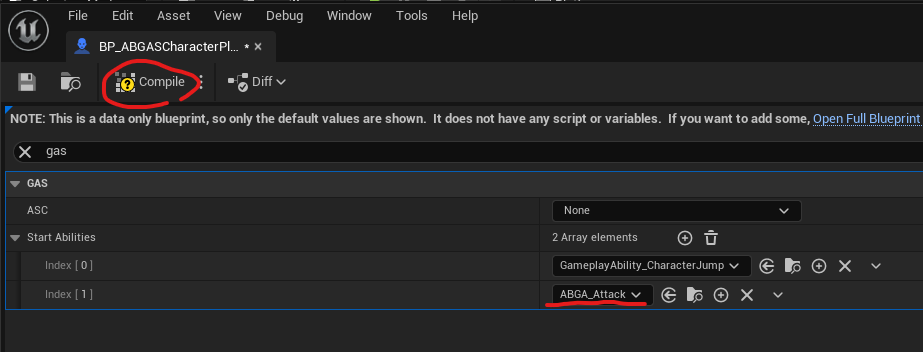 File Edit Asset View Debug Window Tools Help
BP_ABGASCharacterPl... * ×
? Compile Diff
NOTE: This is a data only blueprint, so only the default values are shown. It does not have any script or variables. If you want to add some, Open Full Blueprint
gas
GAS
ASC None
Start Abilities 2 Array elements
Index [ 0 ] GameplayAbility_CharacterJump
Index [ 1 ] ABGA_Attack